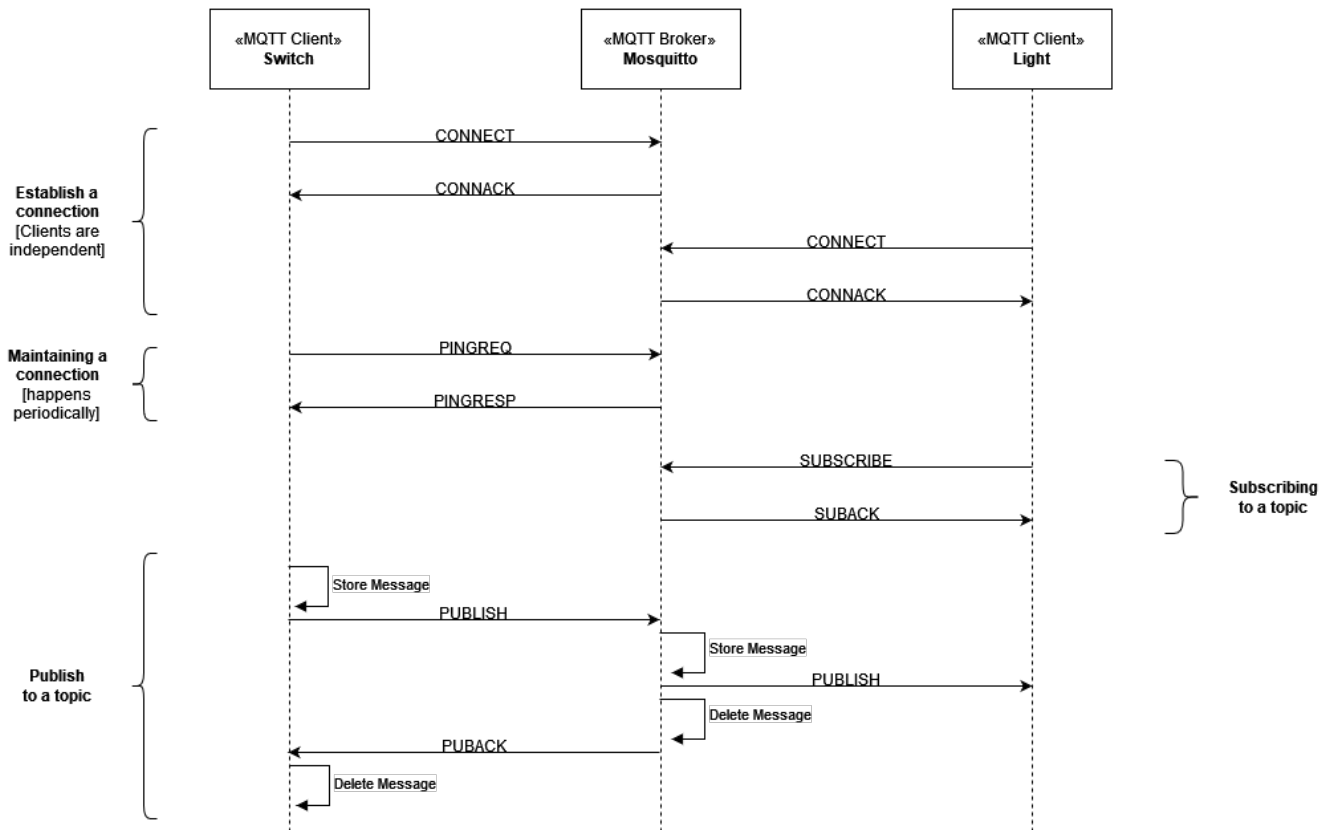 «MQTT Client»
Switch
«MQTT Broker»
Mosquitto
«MQTT Client»
Light
CONNECT
CONNACK
Establish a
connection
[Clients are
independent]
CONNECT
CONNACK
Maintaining a
connection
[happens
periodically]
PINGREQ
PINGRESP
SUBSCRIBE
SUBACK
Subscribing
to a topic
Store Message
PUBLISH
Store Message
Publish
to a topic
PUBLISH
Delete Message
PUBACK
Delete Message